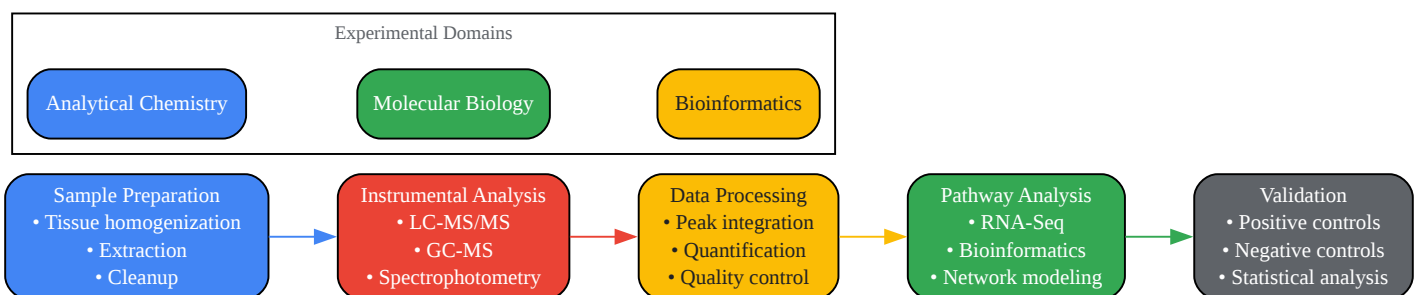 Experimental Domains
Analytical Chemistry
Molecular Biology
Bioinformatics
Sample Preparation
• Tissue homogenization
• Extraction
• Cleanup
Instrumental Analysis
• LC-MS/MS
• GC-MS
• Spectrophotometry
Data Processing
• Peak integration
• Quantification
• Quality control
Pathway Analysis
• RNA-Seq
• Bioinformatics
• Network modeling
Validation
• Positive controls
• Negative controls
• Statistical analysis